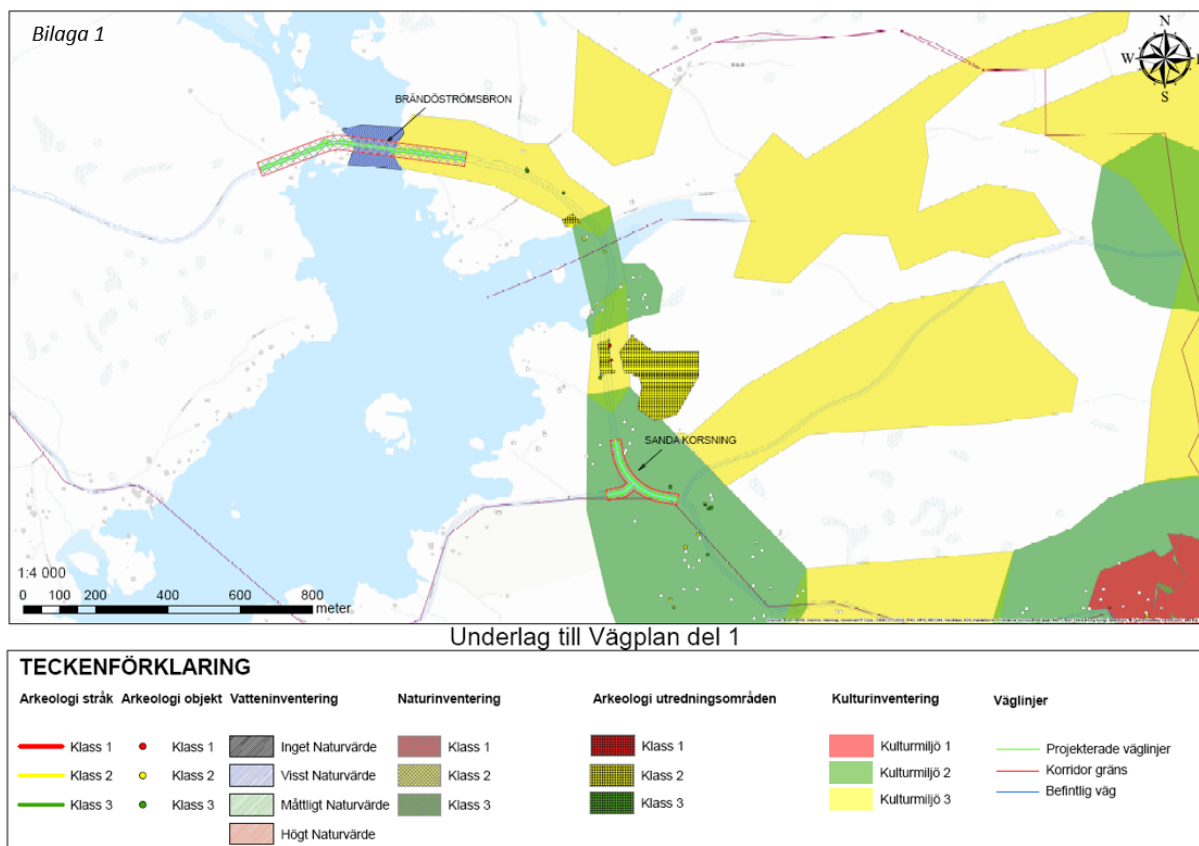 Bilaga 1
N
W
E
S
BRÄNDÖSTRÖMSBRON
SANDA KORSNING
1:4 000
0 100 200 400 600 800
meter
Underlag till Vägplan del 1
TECKENFÖRKLARING
Arkeologi stråk Arkeologi objekt Vatteninventering Naturinventering Arkeologi utredningsområden Kulturinventering Väglinjer
Klass 1 Klass 1 Inget Naturvärde Klass 1 Klass 1 Kulturmiljö 1 Projekterade väglinjer
Klass 2 Klass 2 Visst Naturvärde Klass 2 Klass 2 Kulturmiljö 2 Korridor gräns
Klass 3 Klass 3 Måttligt Naturvärde Klass 3 Klass 3 Kulturmiljö 3 Befintlig väg
Högt Naturvärde